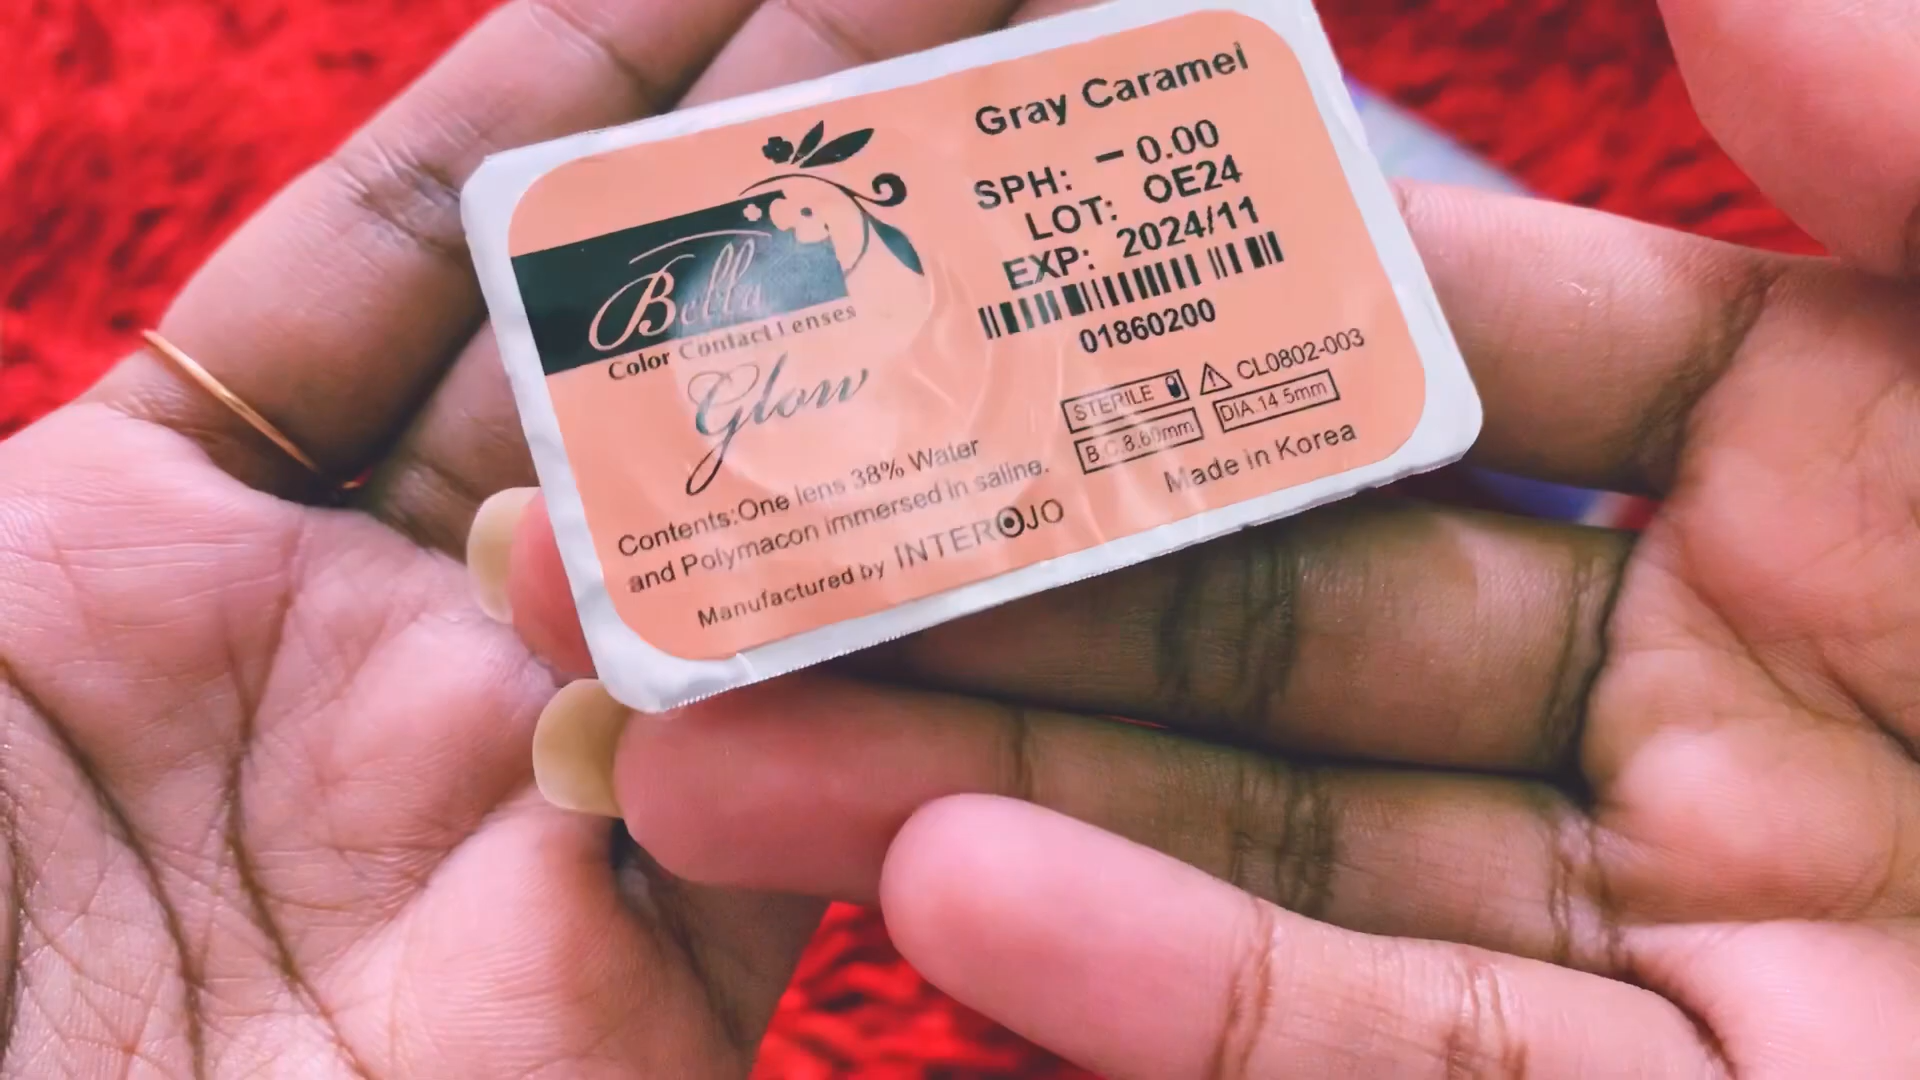 Bella
Color Contact Lenses
Glow
Contents:One lens 38% Water
and Polymacon immersed in saline.
Manufactured by INTEROJO
Gray Caramel
SPH: - 0.00
LOT: OE24
EXP: 2024/11
01860200
STERILE CL0802-003
B.C.8.60mm DIA.14.5mm
Made in Korea